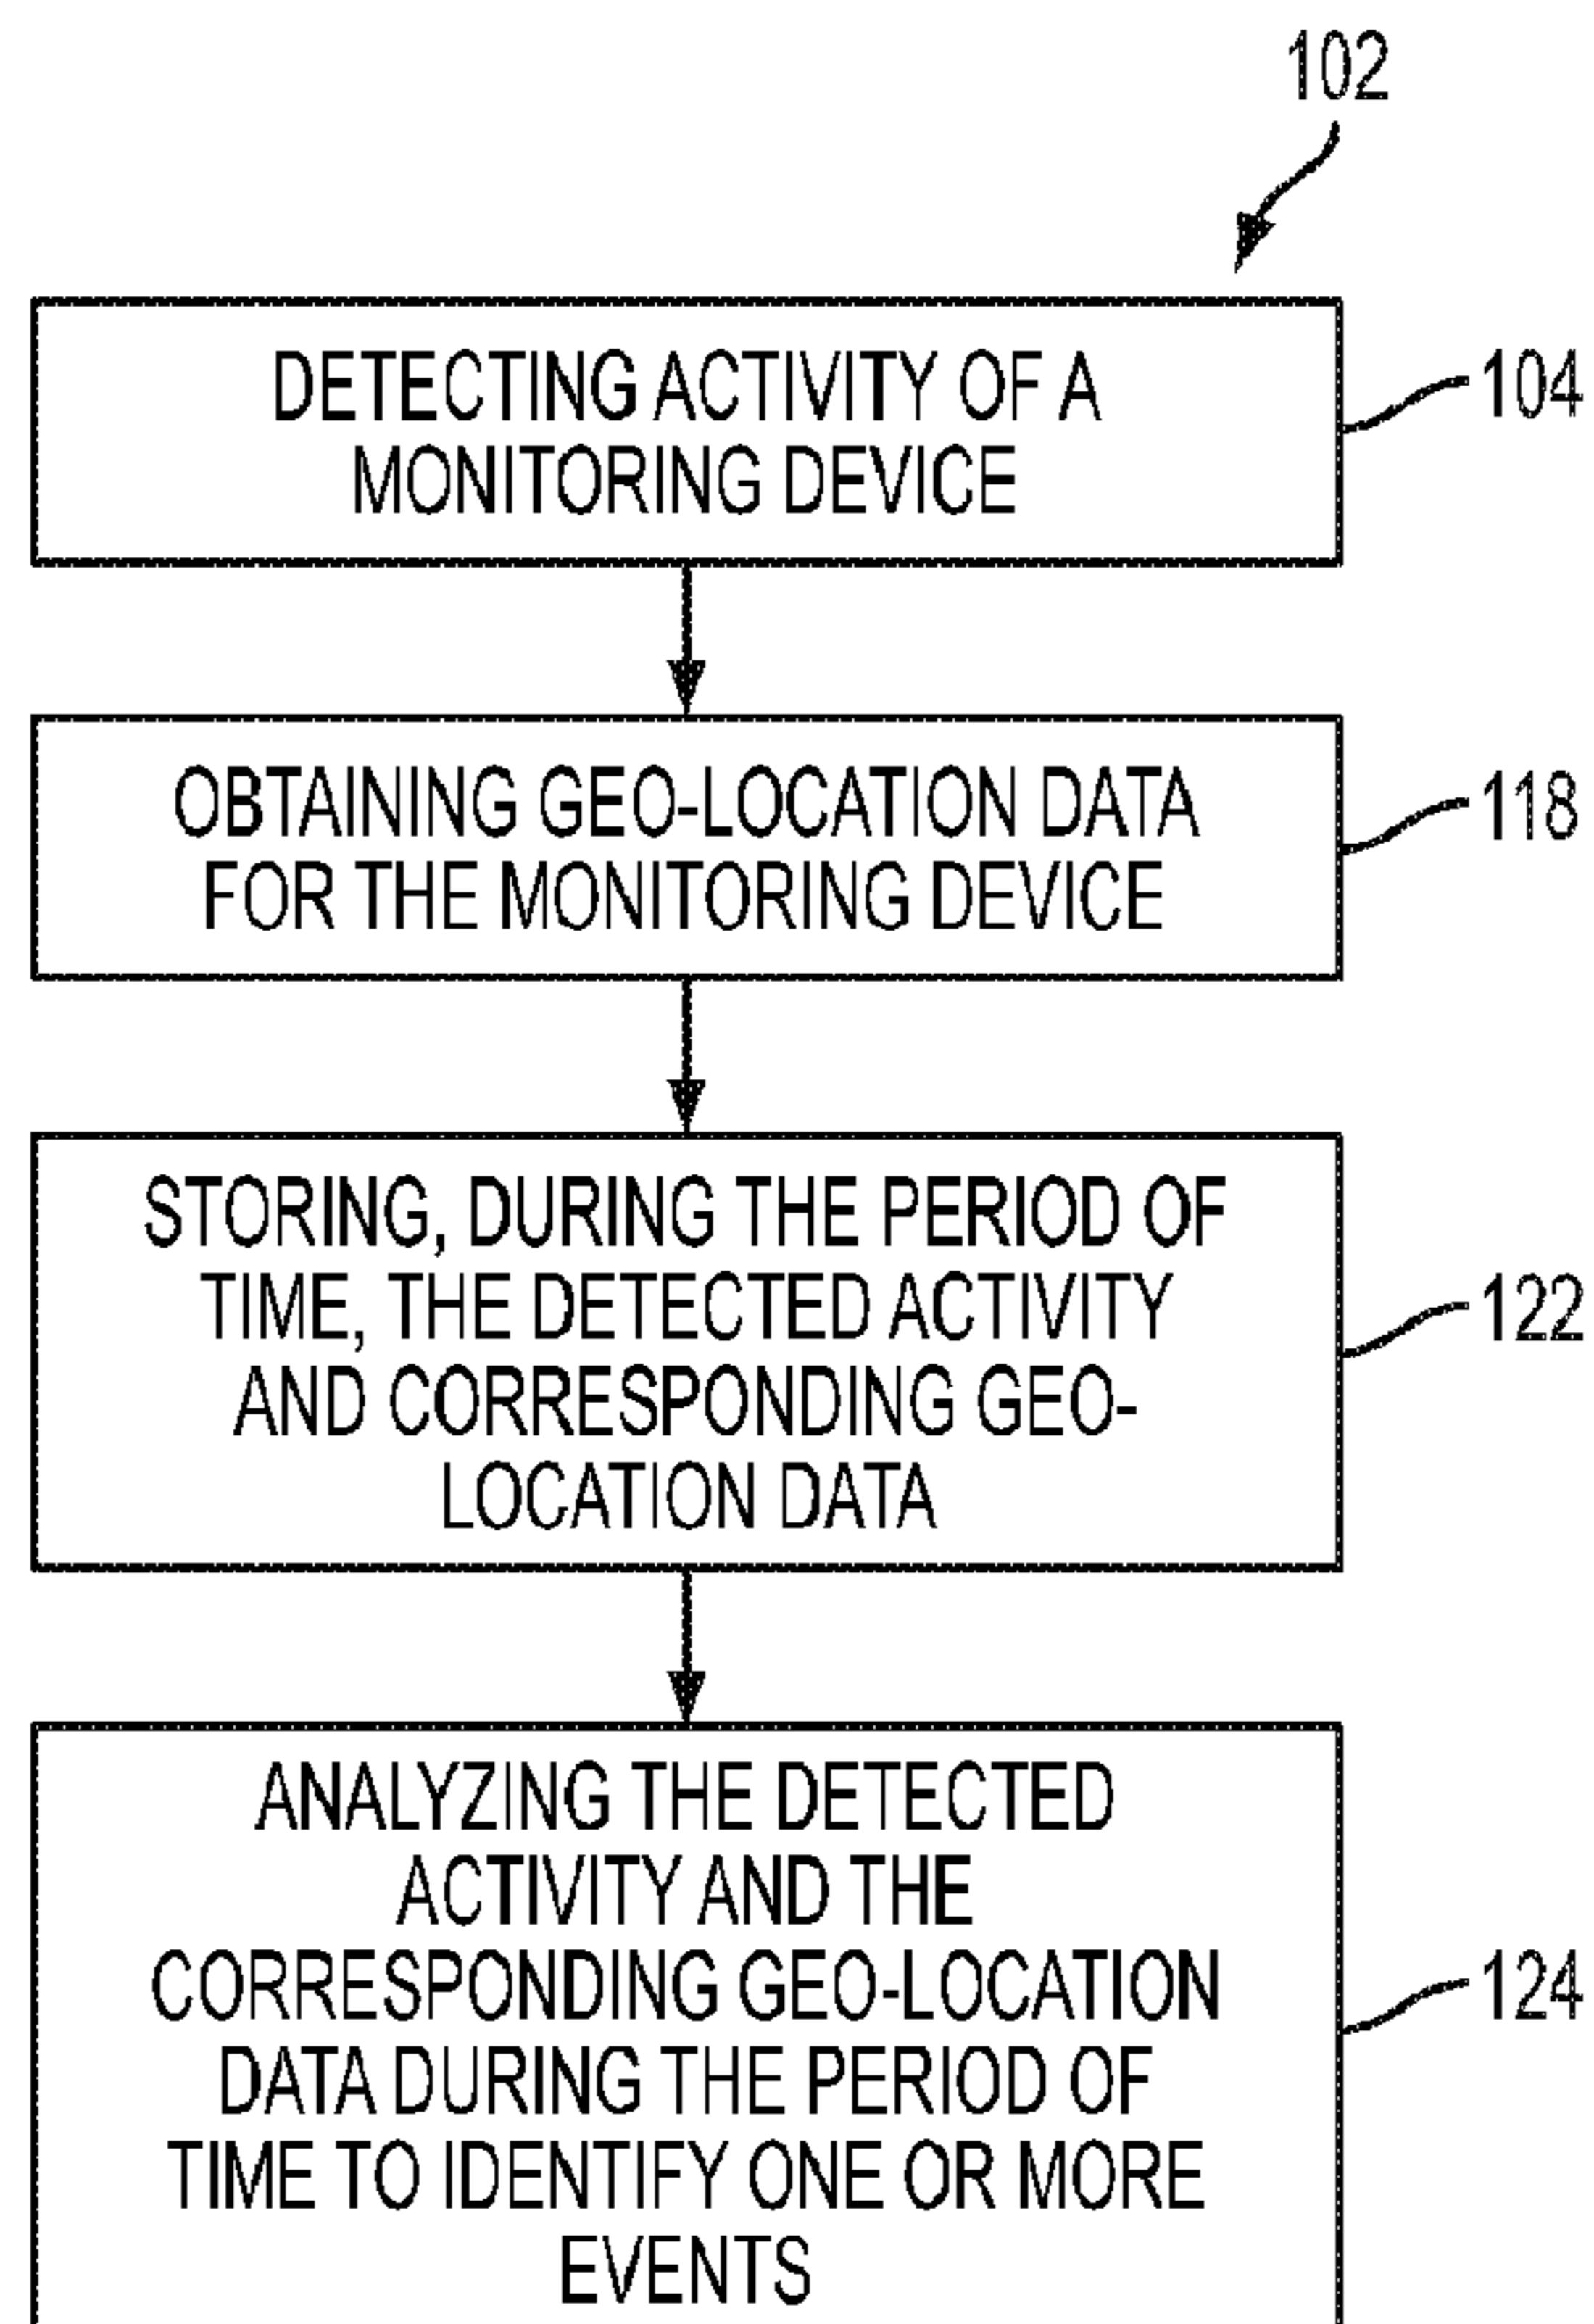 102
DETECTING ACTIVITY OF A
MONITORING DEVICE
104
OBTAINING GEO-LOCATION DATA
FOR THE MONITORING DEVICE
118
STORING, DURING THE PERIOD OF
TIME, THE DETECTED ACTIVITY
AND CORRESPONDING GEO-
LOCATION DATA
122
ANALYZING THE DETECTED
ACTIVITY AND THE
CORRESPONDING GEO-LOCATION
DATA DURING THE PERIOD OF
TIME TO IDENTIFY ONE OR MORE
EVENTS
124